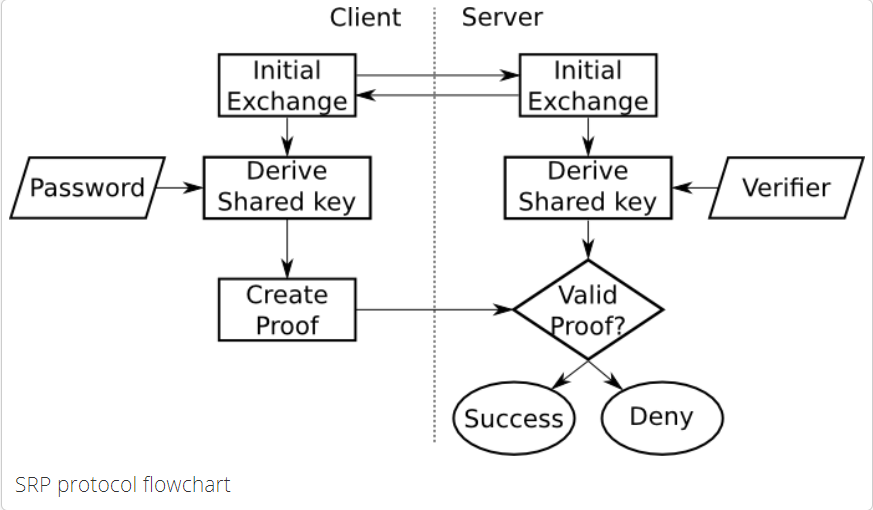 Client Server
Initial
Exchange
Initial
Exchange
Password
Derive
Shared key
Derive
Shared key
Verifier
Create
Proof
Valid
Proof?
Success
Deny
SRP protocol flowchart